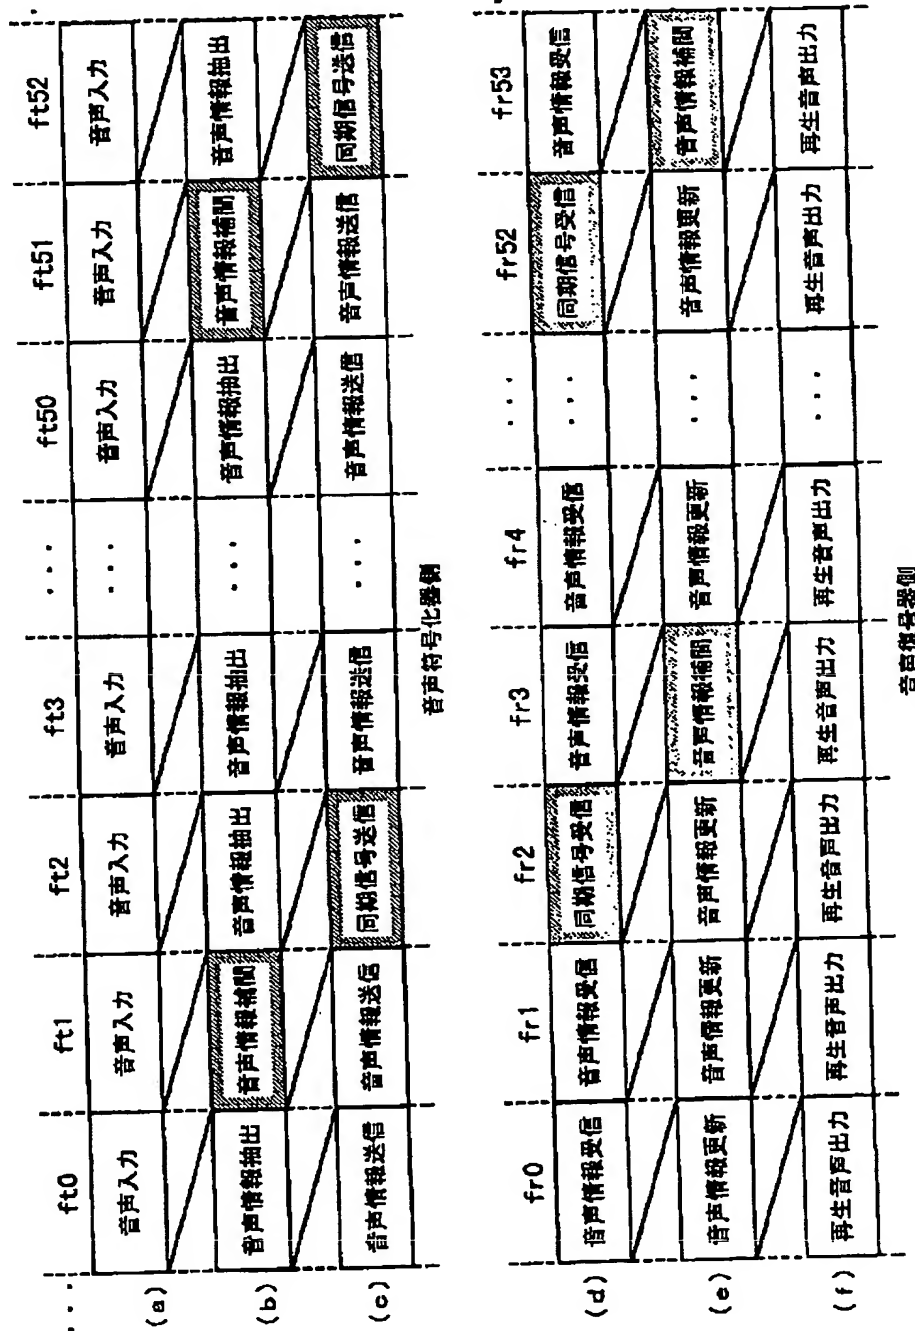 ... ft0 ft1 ft2 ft3 ... ft50 ft51 ft52 ...
(a) 音声入力 音声入力 音声入力 音声入力 ... 音声入力 音声入力 音声入力
(b) 音声情報抽出 音声情報補間 音声情報抽出 音声情報抽出 ... 音声情報抽出 音声情報補間 音声情報抽出
(c) 音声情報送信 音声情報送信 同期信号送信 音声情報送信 ... 音声情報送信 音声情報送信 同期信号送信
音声符号化器側
fr0 fr1 fr2 fr3 fr4 ... fr52 fr53
(d) 音声情報受信 音声情報受信 同期信号受信 音声情報受信 音声情報受信 ... 同期信号受信 音声情報受信
(e) 音声情報更新 音声情報更新 音声情報更新 音声情報補間 音声情報更新 ... 音声情報更新 音声情報補間
(f) 再生音声出力 再生音声出力 再生音声出力 再生音声出力 再生音声出力 ... 再生音声出力 再生音声出力
音声復号器側